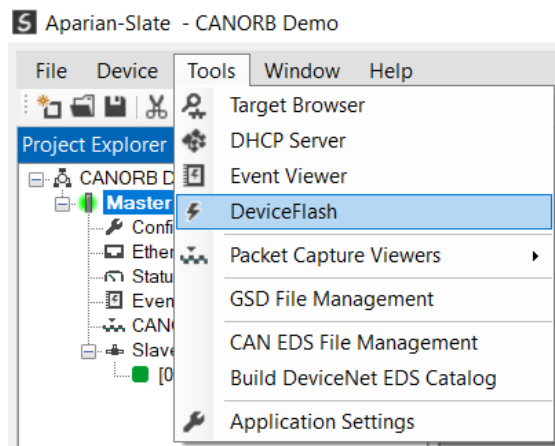 S Aparian-Slate - CANORB Demo
File Device Tools Window Help
Project Explorer
CANORB D
Master
Confi
Ether
Statu
Even
CAN
Slave
[0
Target Browser
DHCP Server
Event Viewer
DeviceFlash
Packet Capture Viewers
GSD File Management
CAN EDS File Management
Build DeviceNet EDS Catalog
Application Settings